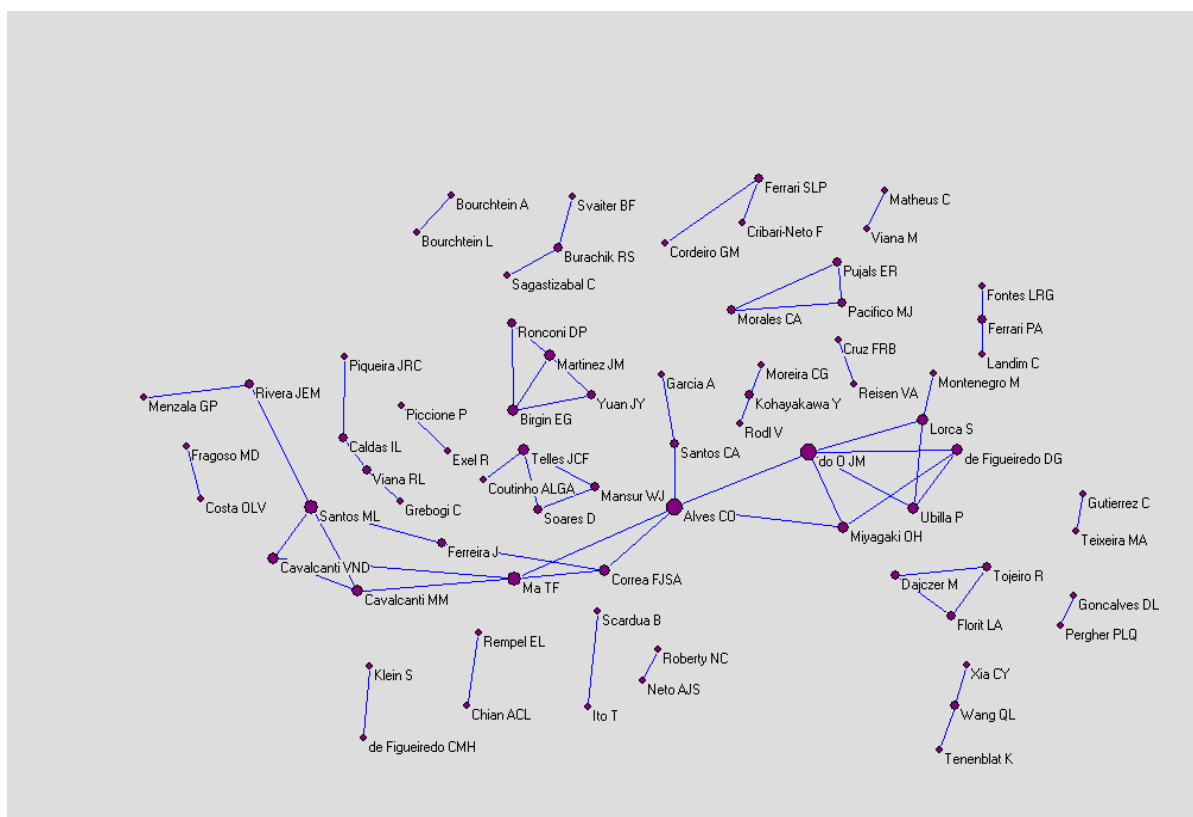 Ferrari SLP
Bourchtein A
Svaiter BF
Matheus C
Cribari-Neto F
Viana M
Bourchtein L
Cordeiro GM
Burachik RS
Pujals ER
Sagastizabal C
Fontes LRG
Morales CA
Pacifico MJ
Ferrari PA
Ronconi DP
Cruz FRB
Piqueira JRC
Martinez JM
Landim C
Moreira CG
Garcia A
Montenegro M
Rivera JEM
Reisen VA
Menzala GP
Yuan JY
Kohayakawa Y
Piccione P
Birgin EG
Lorca S
Rodl V
Caldas IL
Santos CA
Fragoso MD
Telles JCF
do O JM
de Figueiredo DG
Exel R
Viana RL
Coutinho ALGA
Mansur WJ
Gutierrez C
Costa OLV
Grebogi C
Santos ML
Soares D
Alves CO
Ubilla P
Miyagaki OH
Teixeira MA
Ferreira J
Cavalcanti VND
Tojeiro R
Correa FJSA
Dajczer M
Ma TF
Cavalcanti MM
Goncalves DL
Scardua B
Florit LA
Pergher PLQ
Rempel EL
Roberty NC
Klein S
Xia CY
Neto AJS
Chian ACL
Ito T
Wang QL
de Figueiredo CMH
Tenenblat K